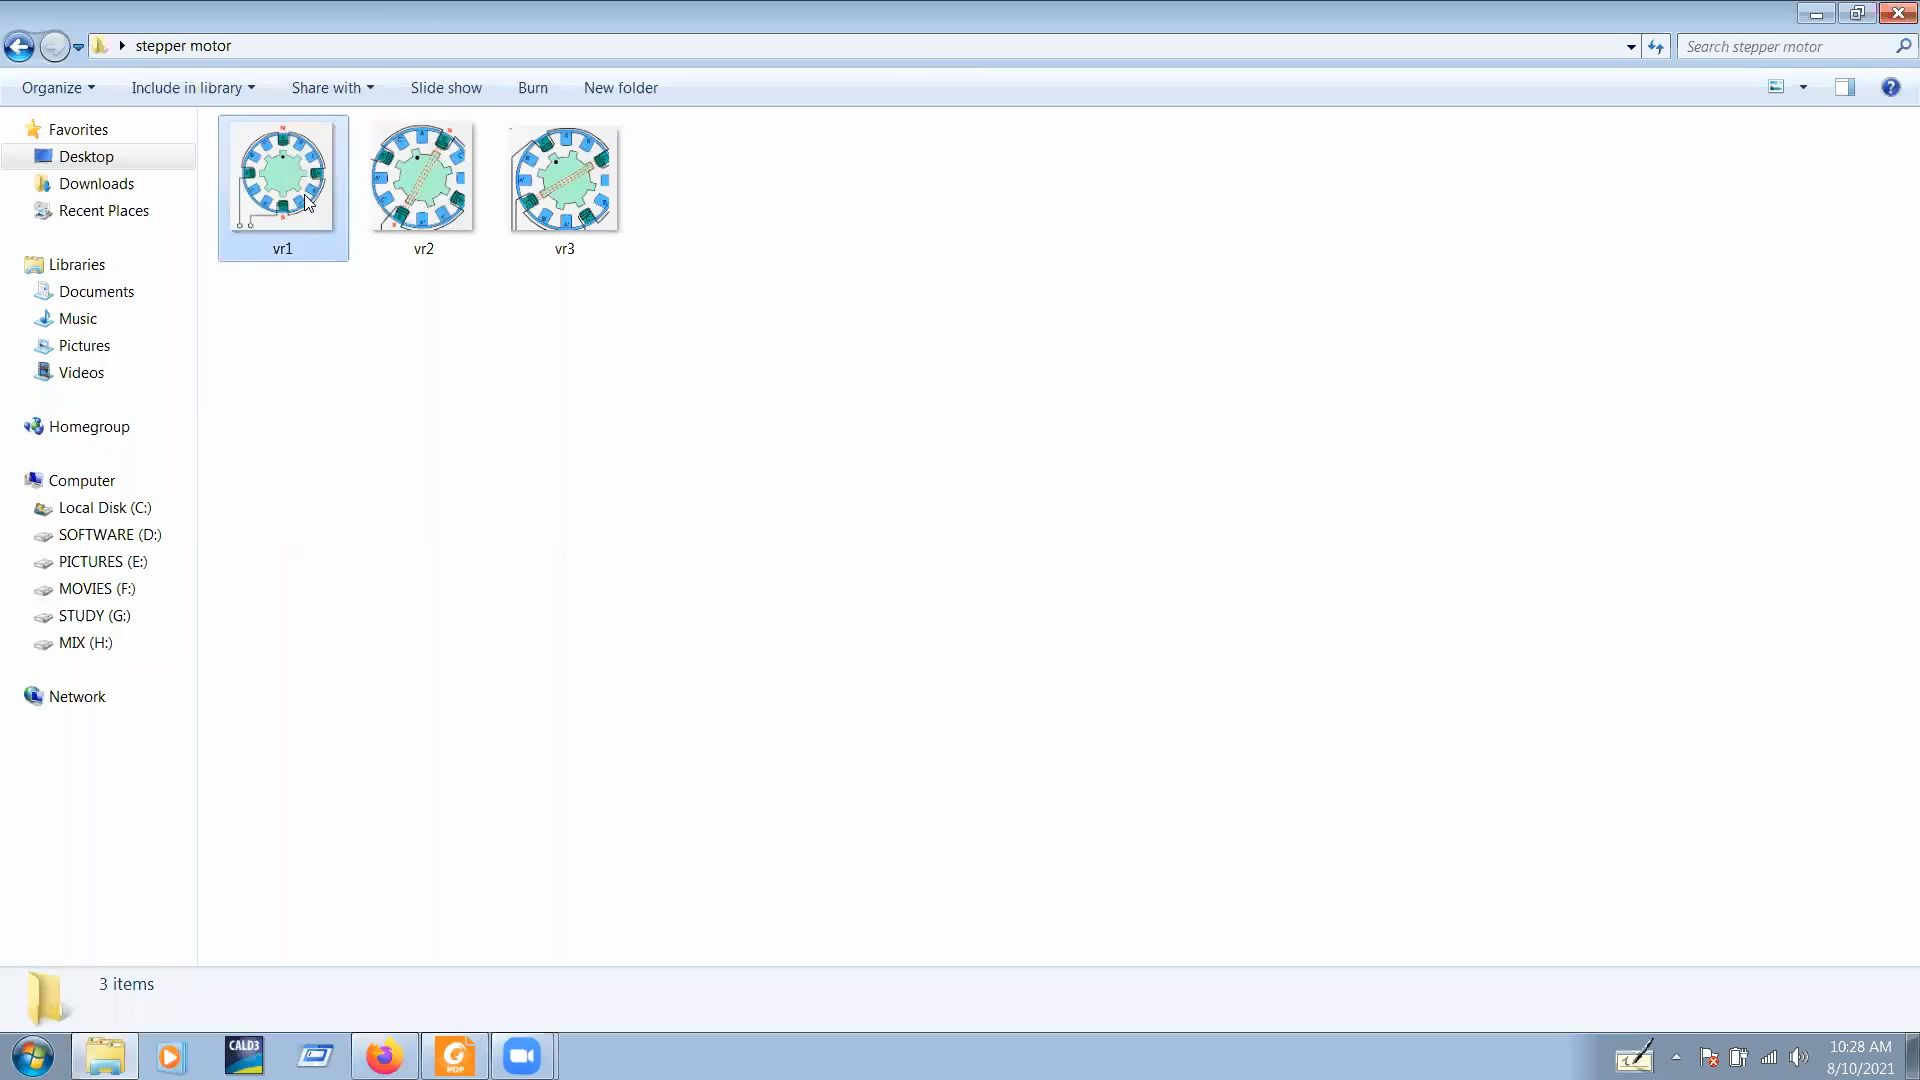 stepper motor
Search stepper motor
Organize
Include in library
Share with
Slide show
Burn
New folder
Favorites
Desktop
Downloads
Recent Places
Libraries
Documents
Music
Pictures
Videos
Homegroup
Computer
Local Disk (C:)
SOFTWARE (D:)
PICTURES (E:)
MOVIES (F:)
STUDY (G:)
MIX (H:)
Network
vr1
vr2
vr3
3 items
CALD3
PDF
10:28 AM
8/10/2021